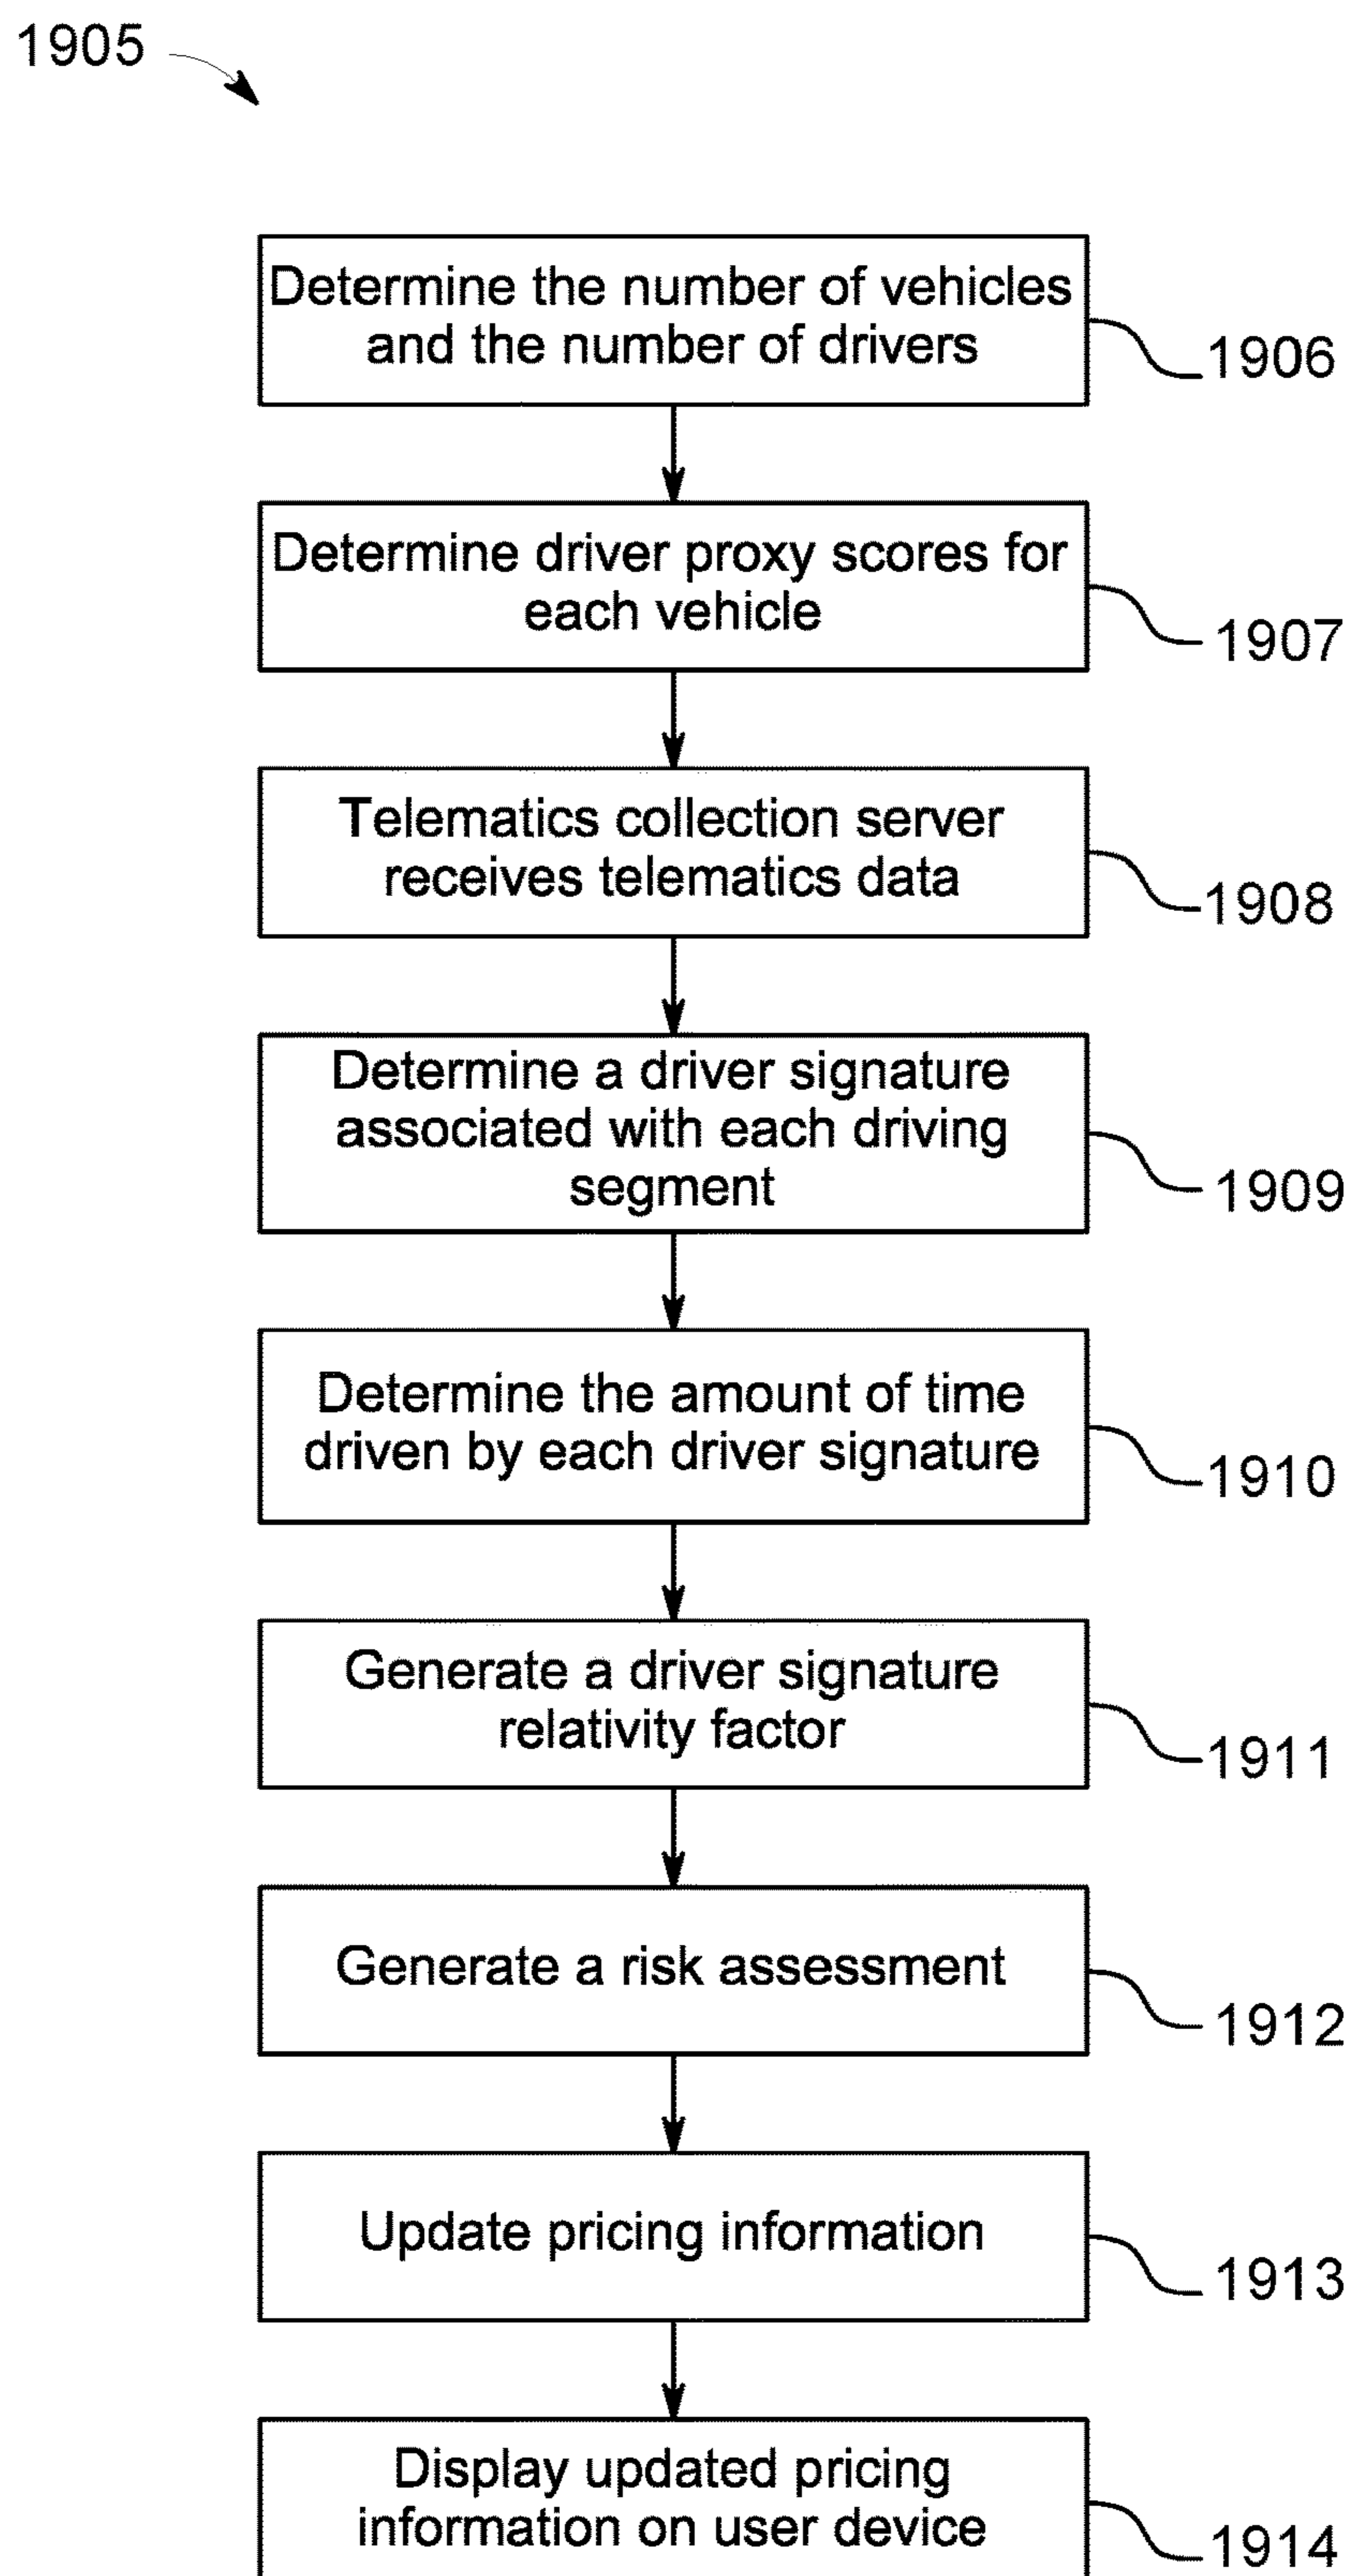 1905
Determine the number of vehicles
and the number of drivers
1906
Determine driver proxy scores for
each vehicle
1907
Telematics collection server
receives telematics data
1908
Determine a driver signature
associated with each driving
segment
1909
Determine the amount of time
driven by each driver signature
1910
Generate a driver signature
relativity factor
1911
Generate a risk assessment
1912
Update pricing information
1913
Display updated pricing
information on user device
1914